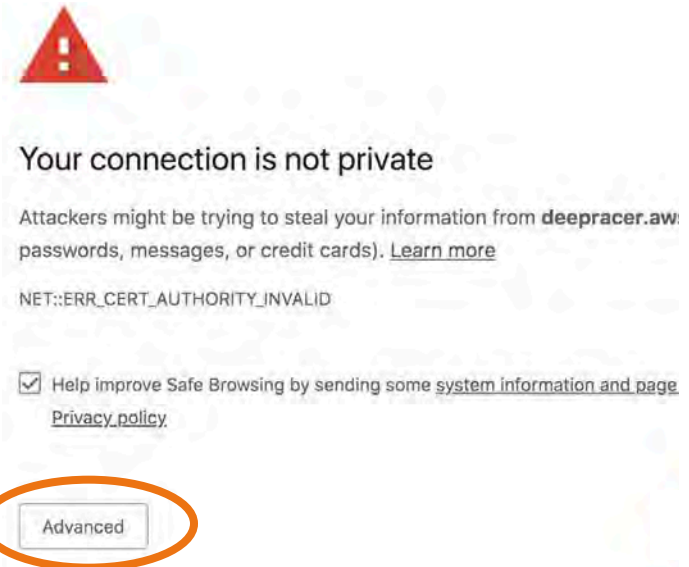 Your connection is not private
Attackers might be trying to steal your information from deepracer.aws
passwords, messages, or credit cards). Learn more
NET::ERR_CERT_AUTHORITY_INVALID
Help improve Safe Browsing by sending some system information and page
Privacy policy
Advanced